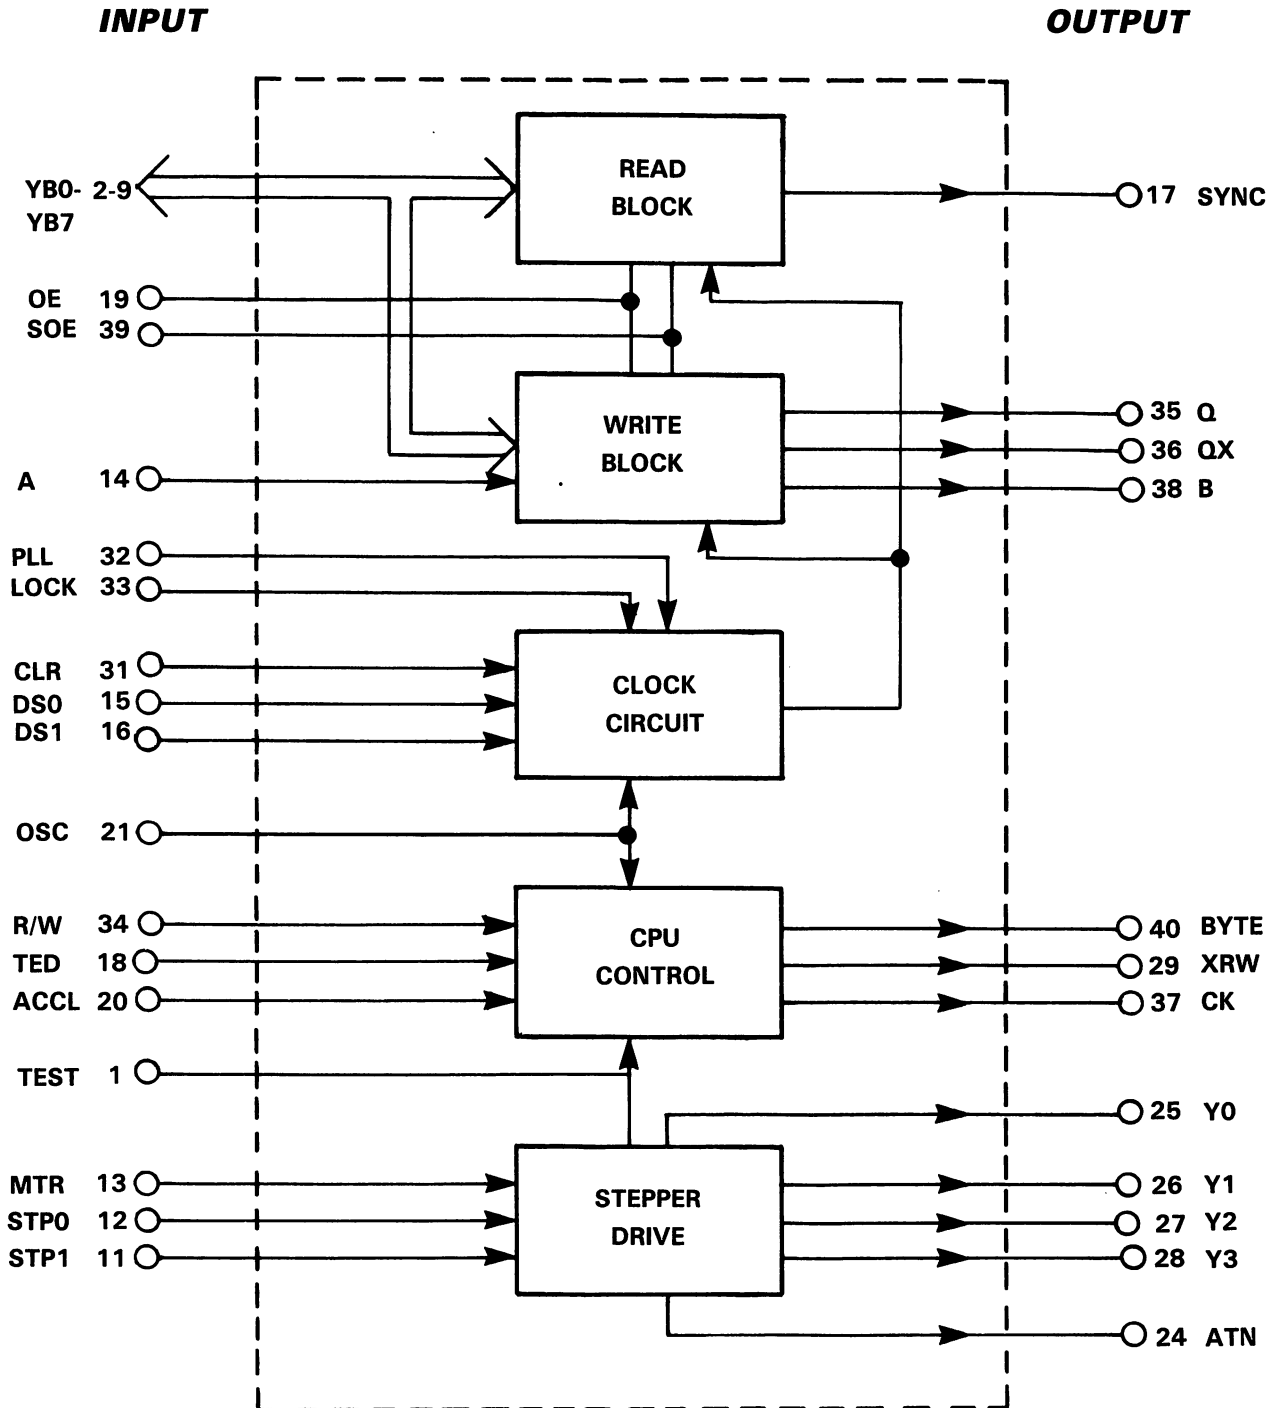 INPUT
OUTPUT
YB0- 2-9
YB7
READ
BLOCK
17 SYNC
OE 19
SOE 39
WRITE
BLOCK
35 Q
36 QX
38 B
A 14
PLL 32
LOCK 33
CLR 31
DS0 15
DS1 16
CLOCK
CIRCUIT
OSC 21
R/W 34
TED 18
ACCL 20
CPU
CONTROL
40 BYTE
29 XRW
37 CK
TEST 1
25 Y0
MTR 13
STP0 12
STP1 11
STEPPER
DRIVE
26 Y1
27 Y2
28 Y3
24 ATN